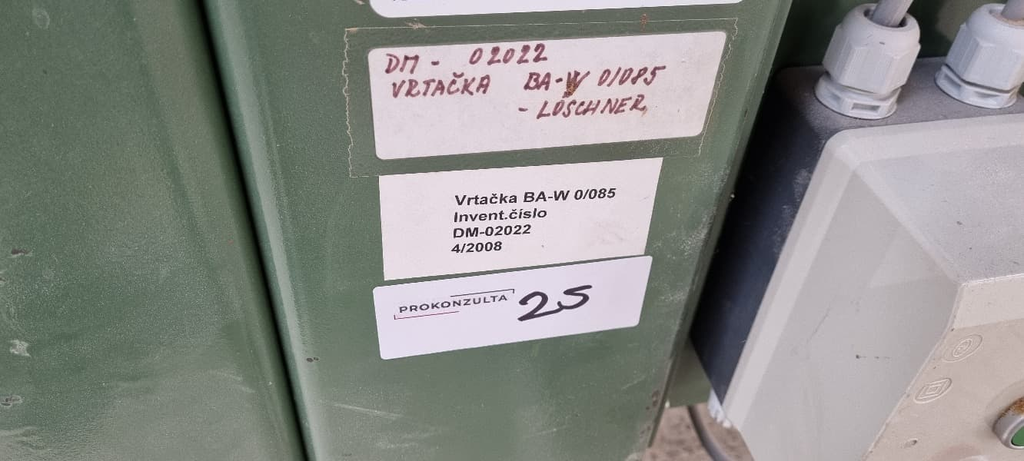 DM - 02022
VRTAČKA BA-W 0/085
- LÖSCHNER
Vrtačka BA-W 0/085
Invent.číslo
DM-02022
4/2008
PROKONZULTA 25